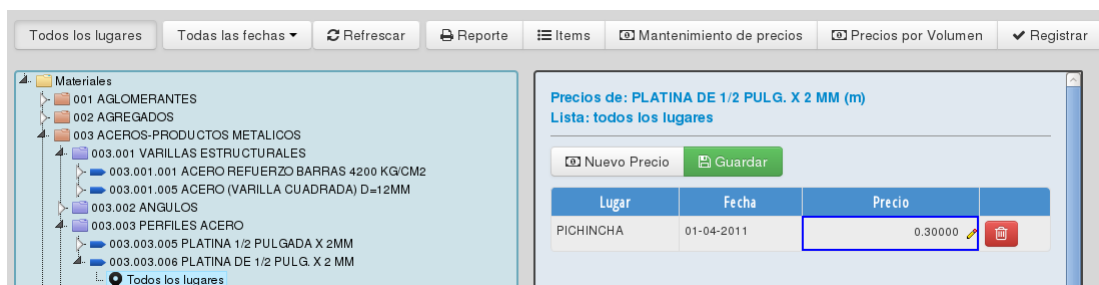 Todos los lugares Todas las fechas Refrescar Reporte Items Mantenimiento de precios Precios por Volumen Registrar
Materiales
001 AGLOMERANTES
002 AGREGADOS
003 ACEROS-PRODUCTOS METALICOS
003.001 VARILLAS ESTRUCTURALES
003.001.001 ACERO REFUERZO BARRAS 4200 KG/CM2
003.001.005 ACERO (VARILLA CUADRADA) D=12MM
003.002 ANGULOS
003.003 PERFILES ACERO
003.003.005 PLATINA 1/2 PULGADA X 2MM
003.003.006 PLATINA DE 1/2 PULG. X 2 MM
Todos los lugares
Precios de: PLATINA DE 1/2 PULG. X 2 MM (m)
Lista: todos los lugares
Nuevo Precio Guardar
Lugar Fecha Precio
PICHINCHA 01-04-2011 0.30000